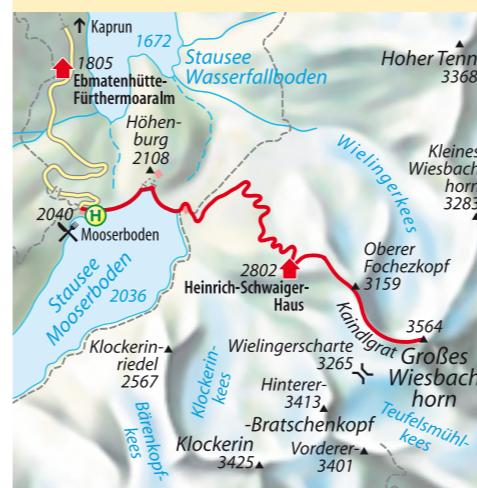 ↑ Kaprun
1672
1805
Ebmatenhütte-
Fürthermoaralm
Stausee
Wasserfallboden
Hoher Tenn
3368
Höhen-
burg
2108
Wielingerkees
Kleines
Wiesbach
horn
3283
2040
H
Mooserboden
Stausee
Mooserboden
2036
2802
Heinrich-Schwaiger-
Haus
Oberer
Fochezkopf
3159
Kaindlgrat
3564
Großes
Wiesbach
horn
Klockerin-
riedel
2567
Klockerin-
kees
Wielingerscharte
3265
Hinterer-
3413
-Bratschenkopf
Vorderer-
3401
Teufelsmühl-
kees
Bärenkopf-
kees
Klockerin
3425